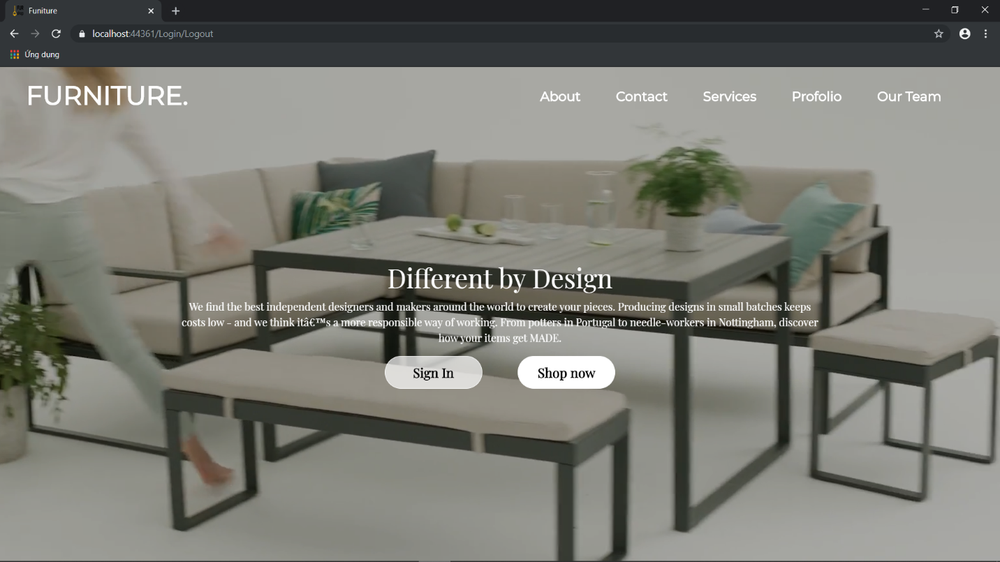 Funiture
localhost:44361/Login/Logout
Ứng dụng
FURNITURE.
About Contact Services Profolio Our Team
Different by Design
We find the best independent designers and makers around the world to create your pieces. Producing designs in small batches keeps
costs low - and we think itâ€™s a more responsible way of working. From potters in Portugal to needle-workers in Nottingham, discover
how your items get MADE.
Sign In Shop now